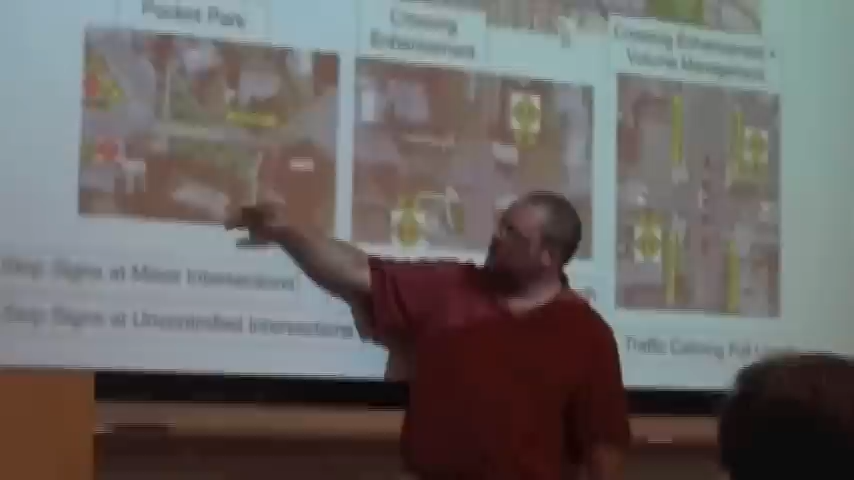 Pocket Park
Crossing
Enhancement
Crossing Enhancement +
Volume Management
Stop Signs at Minor Intersections
Stop Signs at Uncontrolled Intersections
Traffic Calming